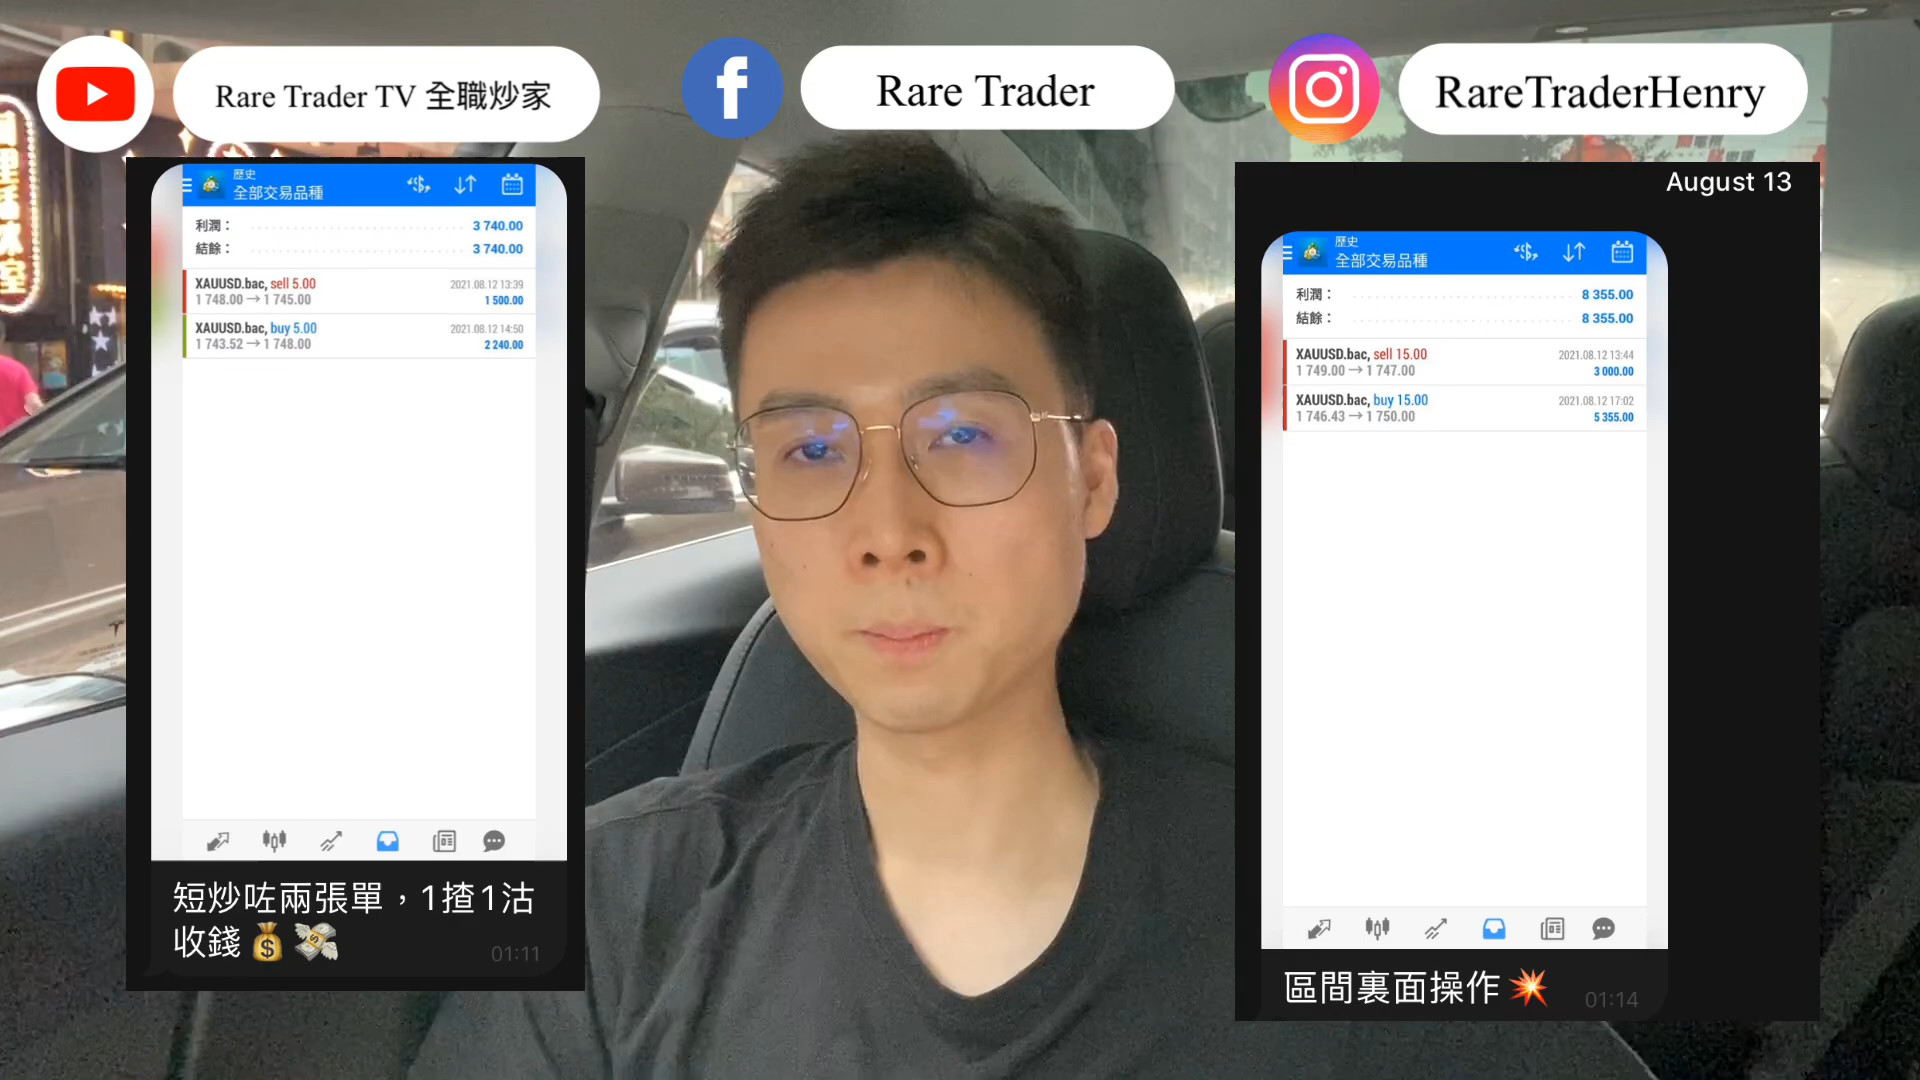 Rare Trader TV 全職炒家
Rare Trader
RareTraderHenry
歷史
全部交易品種
利潤：
3 740.00
結餘：
3 740.00
XAUUSD.bac, sell 5.00
2021.08.12 13:39
1 748.00 → 1 745.00
1 500.00
XAUUSD.bac, buy 5.00
2021.08.12 14:50
1 743.52 → 1 748.00
2 240.00
短炒咗兩張單，1揸1沽
收錢💰💸
01:11
August 13
歷史
全部交易品種
利潤：
8 355.00
結餘：
8 355.00
XAUUSD.bac, sell 15.00
2021.08.12 13:44
1 749.00 → 1 747.00
3 000.00
XAUUSD.bac, buy 15.00
2021.08.12 17:02
1 746.43 → 1 750.00
5 355.00
區間裏面操作💥
01:14